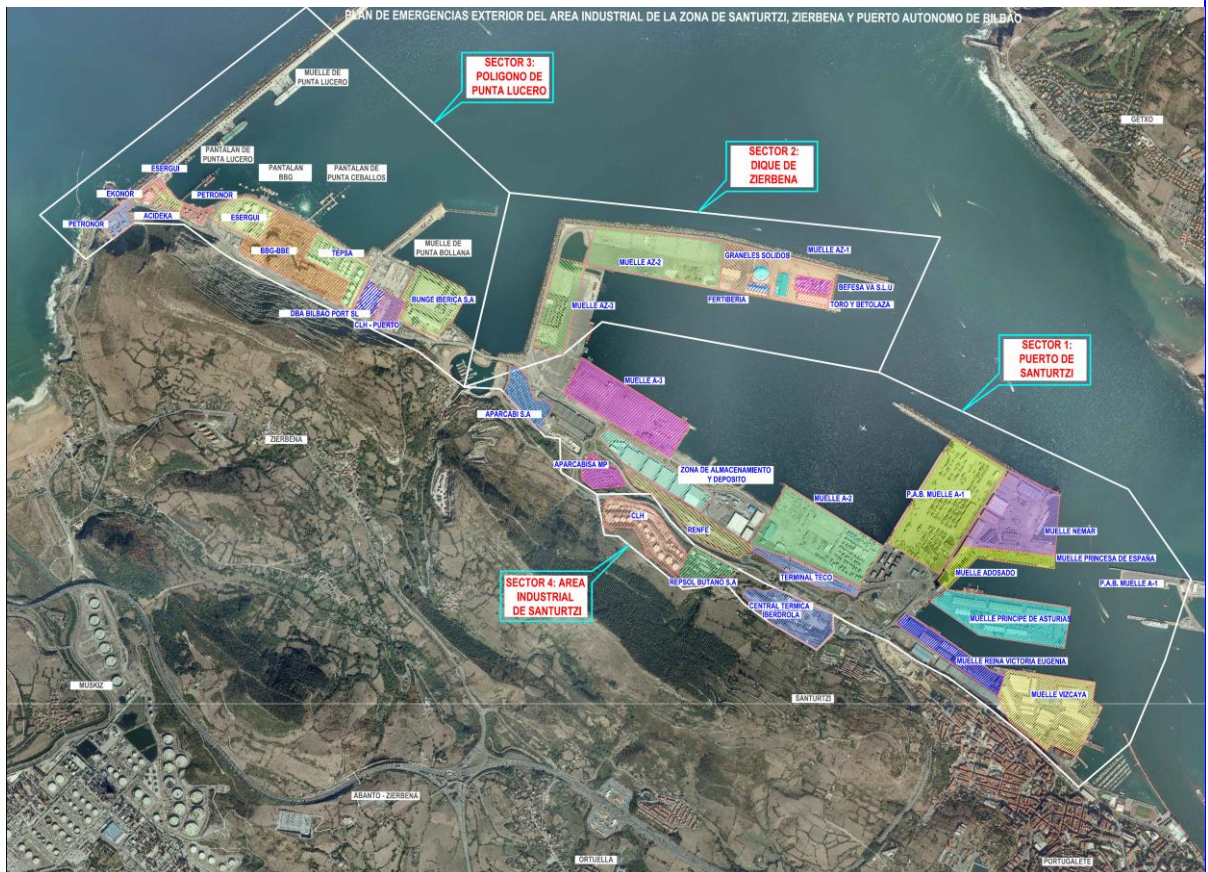 PLAN DE EMERGENCIAS EXTERIOR DEL AREA INDUSTRIAL DE LA ZONA DE SANTURTZI, ZIERBENA Y PUERTO AUTONOMO DE BILBAO
SECTOR 3:
POLIGONO DE
PUNTA LUCERO
MUELLE DE
PUNTA LUCERO
GETXO
PANTALAN DE
PUNTA LUCERO
SECTOR 2:
DIQUE DE
ZIERBENA
ESERGUI
PANTALAN
BBG
PANTALAN DE
PUNTA CEBALLOS
EKONOR
PETRONOR
PETRONOR
ACIDEKA
ESERGUI
BBG-BBE
TEPSA
MUELLE DE
PUNTA BOLLANA
MUELLE AZ-1
GRANELES SOLIDOS
MUELLE AZ-2
BEFESA VA S.L.U
BUNGE IBERICA S.A
FERTIBERIA
TORO Y BETOLAZA
MUELLE AZ-3
DBA BILBAO PORT SL
CLH - PUERTO
SECTOR 1:
PUERTO DE
SANTURTZI
MUELLE A-3
APARCABI S.A
ZIERBENA
APARCABISA MP
ZONA DE ALMACENAMIENTO
Y DEPOSITO
MUELLE A-2
P.A.B. MUELLE A-1
CLH
RENFE
MUELLE NEMAR
MUELLE PRINCESA DE ESPAÑA
MUELLE ADOSADO
SECTOR 4: AREA
INDUSTRIAL
DE SANTURTZI
REPSOL BUTANO S.A
TERMINAL TECO
P.A.B. MUELLE A-1
CENTRAL TERMICA
IBERDROLA
MUELLE PRINCIPE DE ASTURIAS
MUELLE REINA VICTORIA EUGENIA
MUSKIZ
SANTURTZI
MUELLE VIZCAYA
ABANTO - ZIERBENA
ORTUELLA
PORTUGALETE